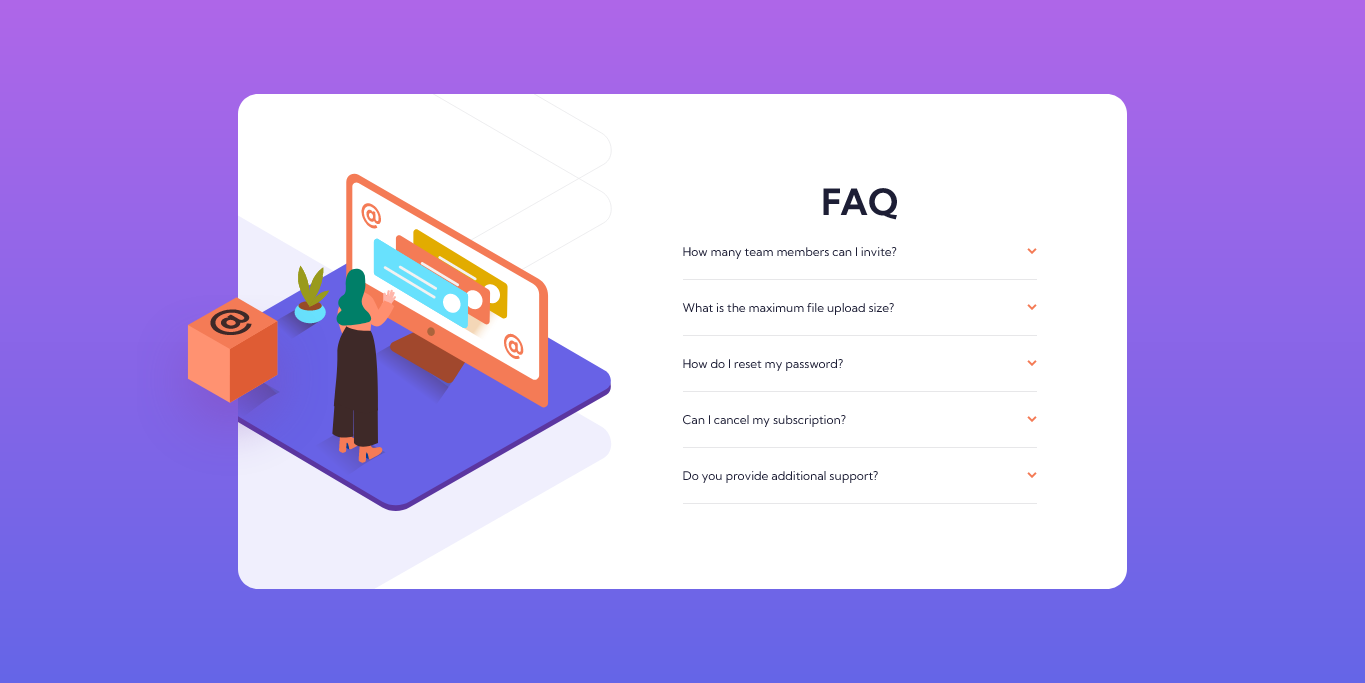 FAQ
How many team members can I invite?
What is the maximum file upload size?
How do I reset my password?
Can I cancel my subscription?
Do you provide additional support?
@
@
@